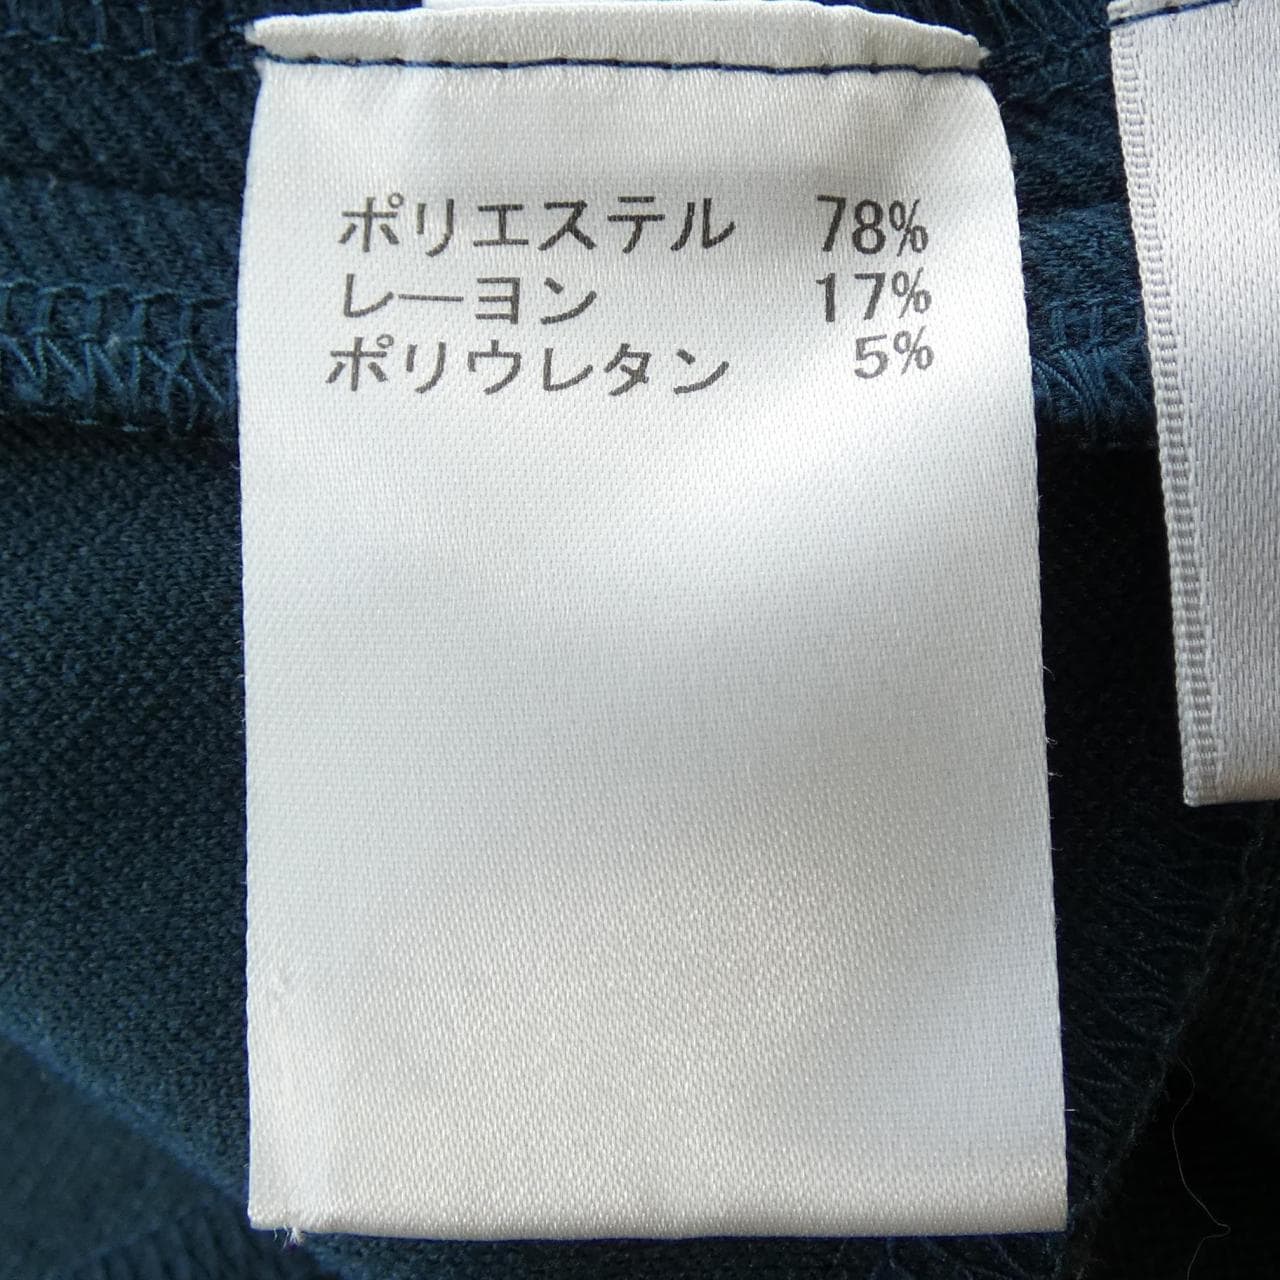 ポリエステル 78%
レーヨン 17%
ポリウレタン 5%